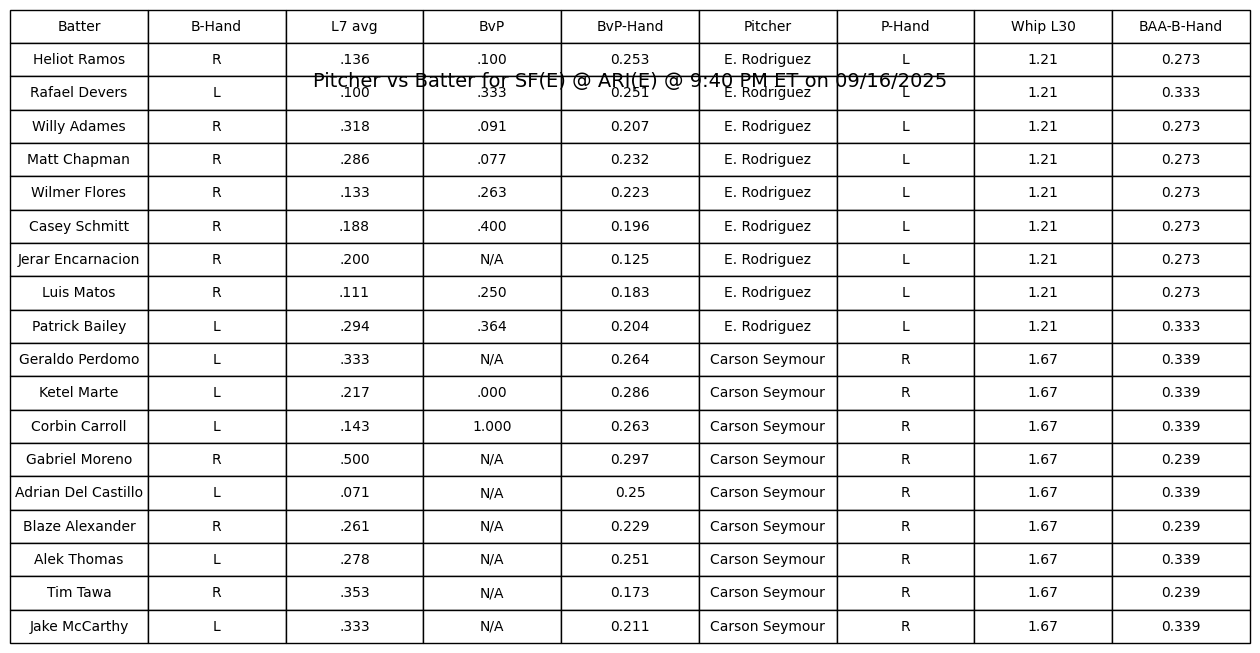 Batter B-Hand L7 avg BvP BvP-Hand Pitcher P-Hand Whip L30 BAA-B-Hand
Heliot Ramos R .136 .100 0.253 E. Rodriguez L 1.21 0.273
Pitcher vs Batter for SF(E) @ ARI(E) @ 9:40 PM ET on 09/16/2025
Rafael Devers L .100 .333 0.251 E. Rodriguez L 1.21 0.333
Willy Adames R .318 .091 0.207 E. Rodriguez L 1.21 0.273
Matt Chapman R .286 .077 0.232 E. Rodriguez L 1.21 0.273
Wilmer Flores R .133 .263 0.223 E. Rodriguez L 1.21 0.273
Casey Schmitt R .188 .400 0.196 E. Rodriguez L 1.21 0.273
Jerar Encarnacion R .200 N/A 0.125 E. Rodriguez L 1.21 0.273
Luis Matos R .111 .250 0.183 E. Rodriguez L 1.21 0.273
Patrick Bailey L .294 .364 0.204 E. Rodriguez L 1.21 0.333
Geraldo Perdomo L .333 N/A 0.264 Carson Seymour R 1.67 0.339
Ketel Marte L .217 .000 0.286 Carson Seymour R 1.67 0.339
Corbin Carroll L .143 1.000 0.263 Carson Seymour R 1.67 0.339
Gabriel Moreno R .500 N/A 0.297 Carson Seymour R 1.67 0.239
Adrian Del Castillo L .071 N/A 0.25 Carson Seymour R 1.67 0.339
Blaze Alexander R .261 N/A 0.229 Carson Seymour R 1.67 0.239
Alek Thomas L .278 N/A 0.251 Carson Seymour R 1.67 0.339
Tim Tawa R .353 N/A 0.173 Carson Seymour R 1.67 0.239
Jake McCarthy L .333 N/A 0.211 Carson Seymour R 1.67 0.339